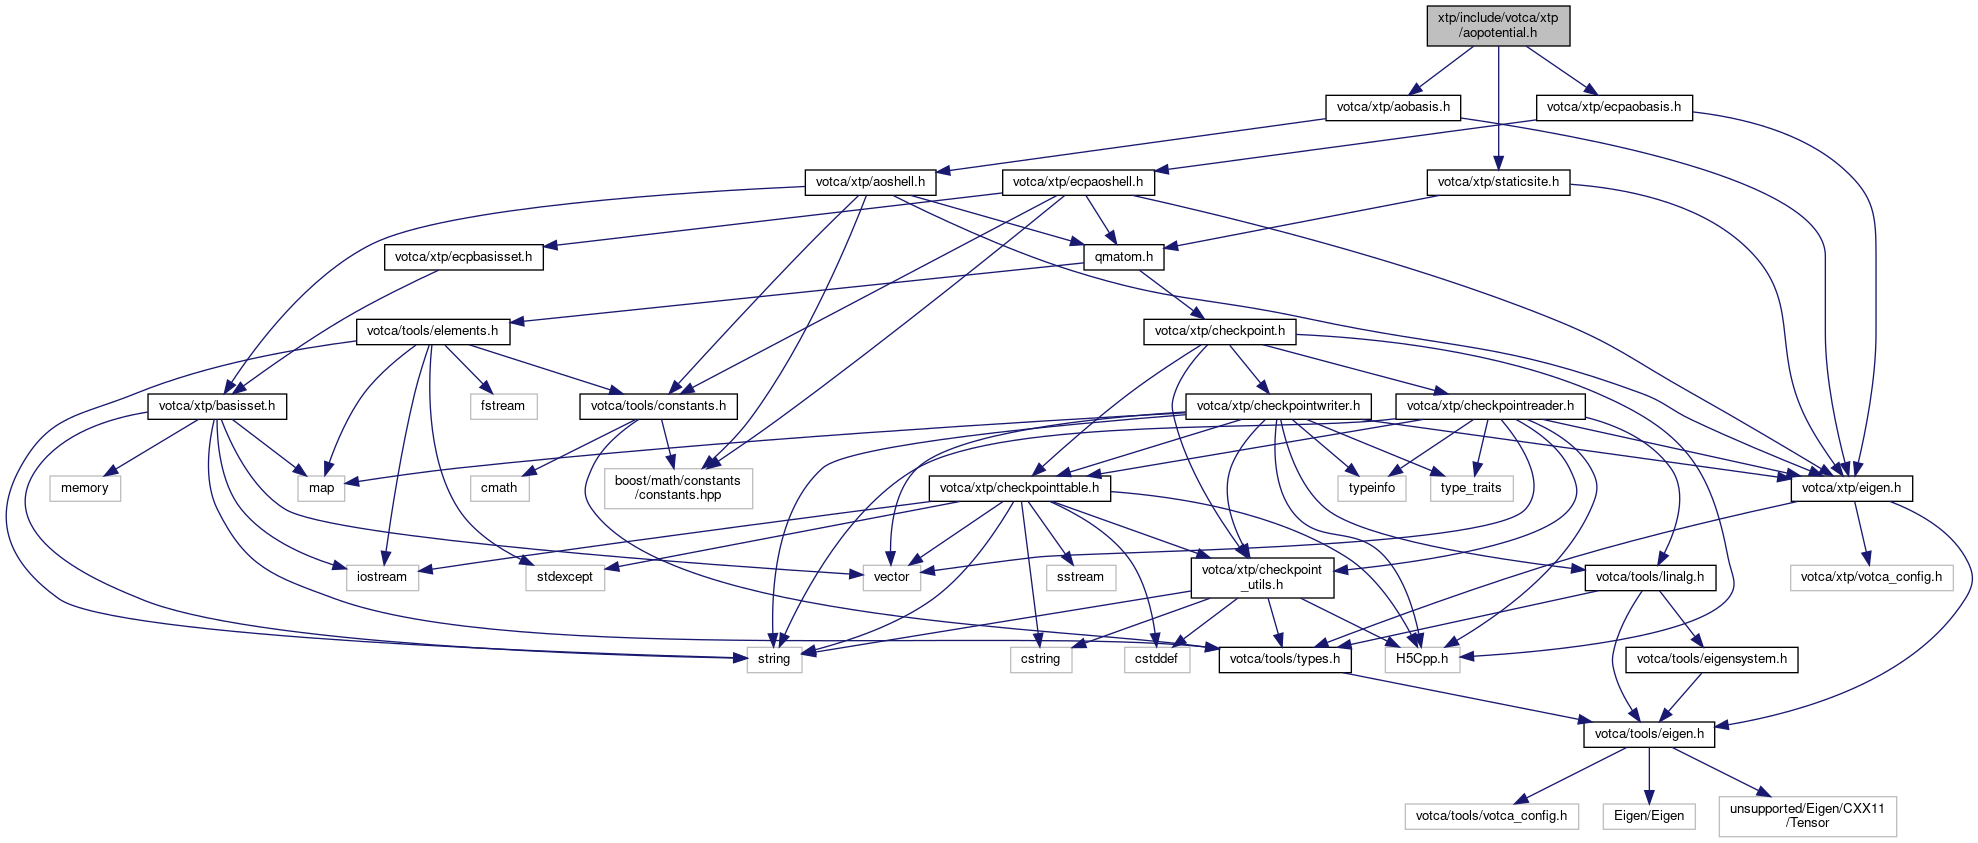 xtp/include/votca/xtp
/aopotential.h
votca/xtp/aobasis.h
votca/xtp/ecpaobasis.h
votca/xtp/aoshell.h
votca/xtp/ecpaoshell.h
votca/xtp/staticsite.h
votca/xtp/ecpbasisset.h
qmatom.h
votca/tools/elements.h
votca/xtp/checkpoint.h
votca/xtp/basisset.h
fstream
votca/tools/constants.h
votca/xtp/checkpointwriter.h
votca/xtp/checkpointreader.h
memory
map
cmath
boost/math/constants
/constants.hpp
votca/xtp/checkpointtable.h
typeinfo
type_traits
votca/xtp/eigen.h
iostream
stdexcept
vector
sstream
votca/xtp/checkpoint
_utils.h
votca/tools/linalg.h
votca/xtp/votca_config.h
string
cstring
cstddef
votca/tools/types.h
H5Cpp.h
votca/tools/eigensystem.h
votca/tools/eigen.h
votca/tools/votca_config.h
Eigen/Eigen
unsupported/Eigen/CXX11
/Tensor